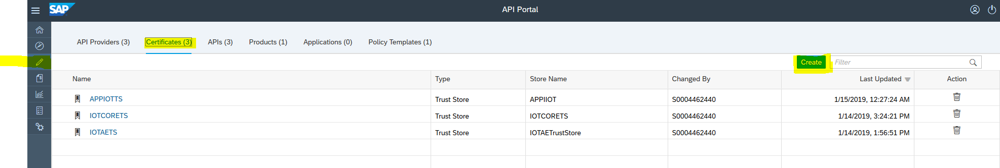 SAP API Portal
API Providers (3) Certificates (3) APIs (3) Products (1) Applications (0) Policy Templates (1)
Create Filter
Name Type Store Name Changed By Last Updated Action
APPIOTTS Trust Store APPIIOT S0004462440 1/15/2019, 12:27:24 AM
IOTCORETS Trust Store IOTCORETS S0004462440 1/14/2019, 3:24:21 PM
IOTAETS Trust Store IOTAETrustStore S0004462440 1/14/2019, 1:56:51 PM